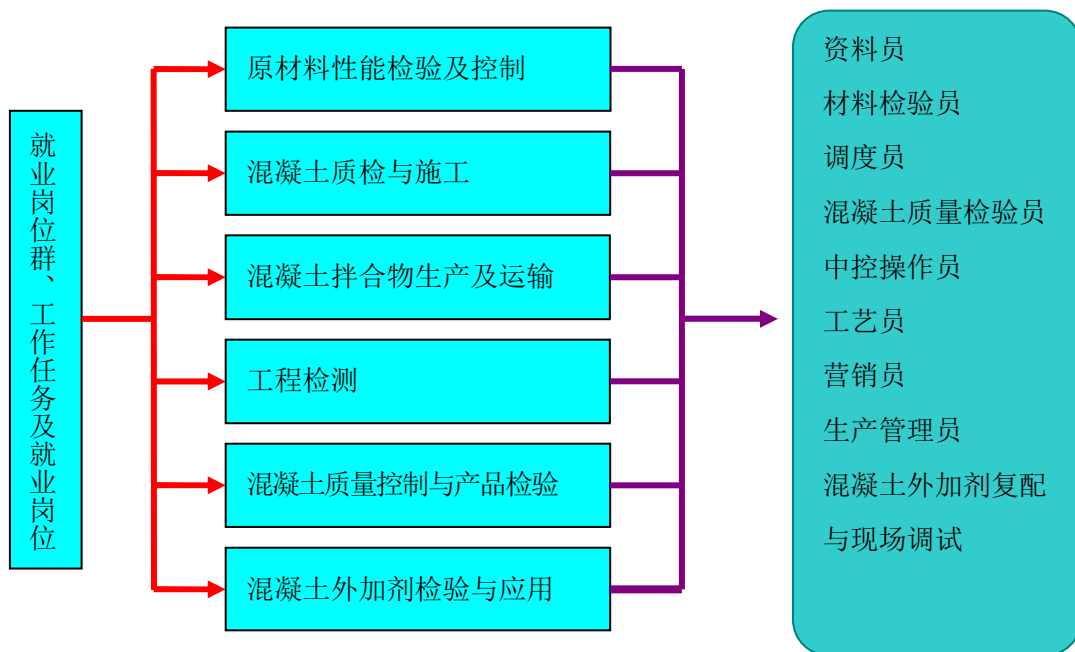 就业岗位群、工作任务及就业岗位
原材料性能检验及控制
混凝土质检与施工
混凝土拌合物生产及运输
工程检测
混凝土质量控制与产品检验
混凝土外加剂检验与应用
资料员
材料检验员
调度员
混凝土质量检验员
中控操作员
工艺员
营销员
生产管理员
混凝土外加剂复配
与现场调试